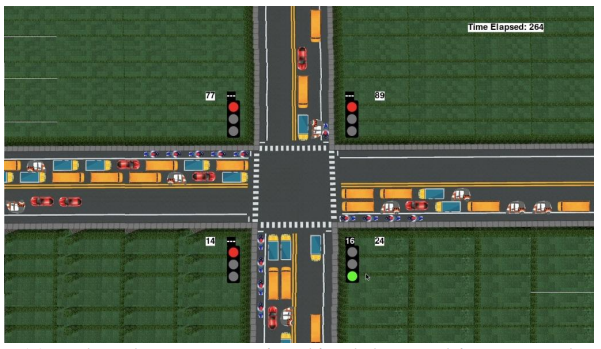 Time Elapsed: 264
77 --- --- 89
14 --- 16 24